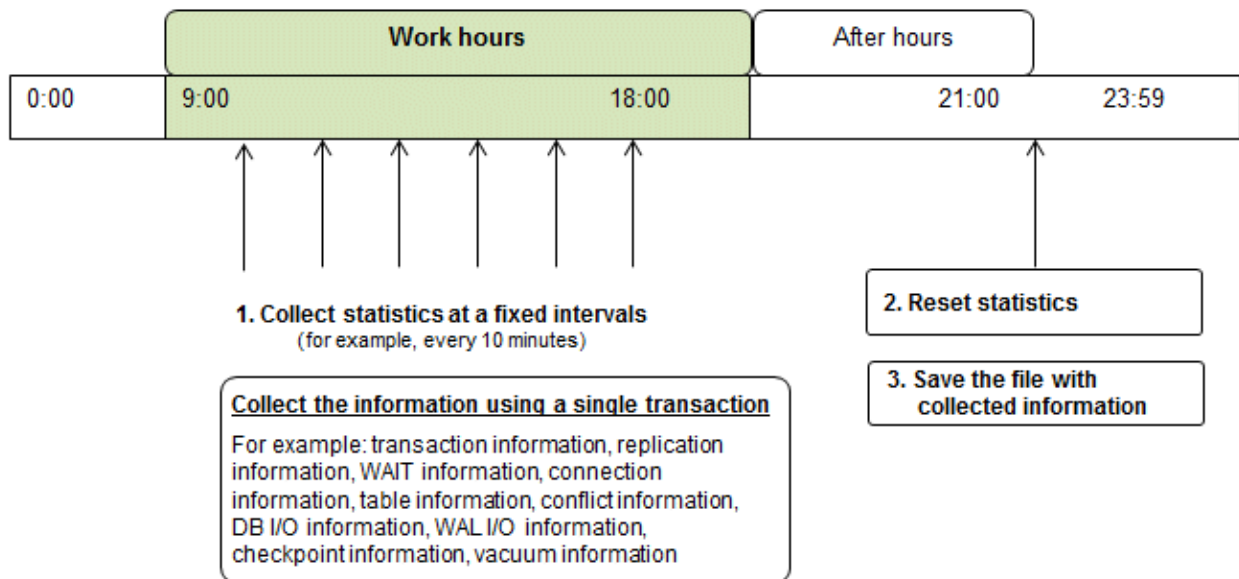 Work hours
After hours
0:00
9:00
18:00
21:00
23:59
1. Collect statistics at a fixed intervals
(for example, every 10 minutes)
2. Reset statistics
3. Save the file with
collected information
Collect the information using a single transaction
For example: transaction information, replication
information, WAIT information, connection
information, table information, conflict information,
DB I/O information, WAL I/O information,
checkpoint information, vacuum information